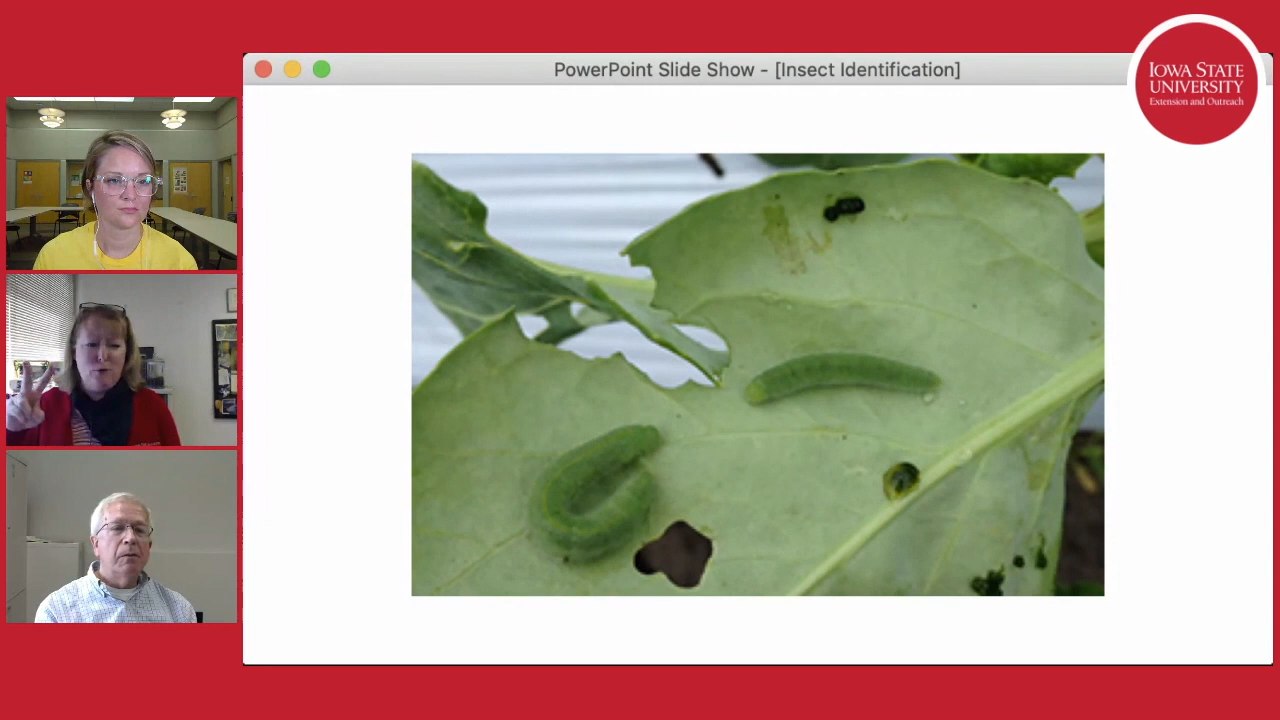 PowerPoint Slide Show - [Insect Identification]
IOWA STATE
UNIVERSITY
Extension and Outreach